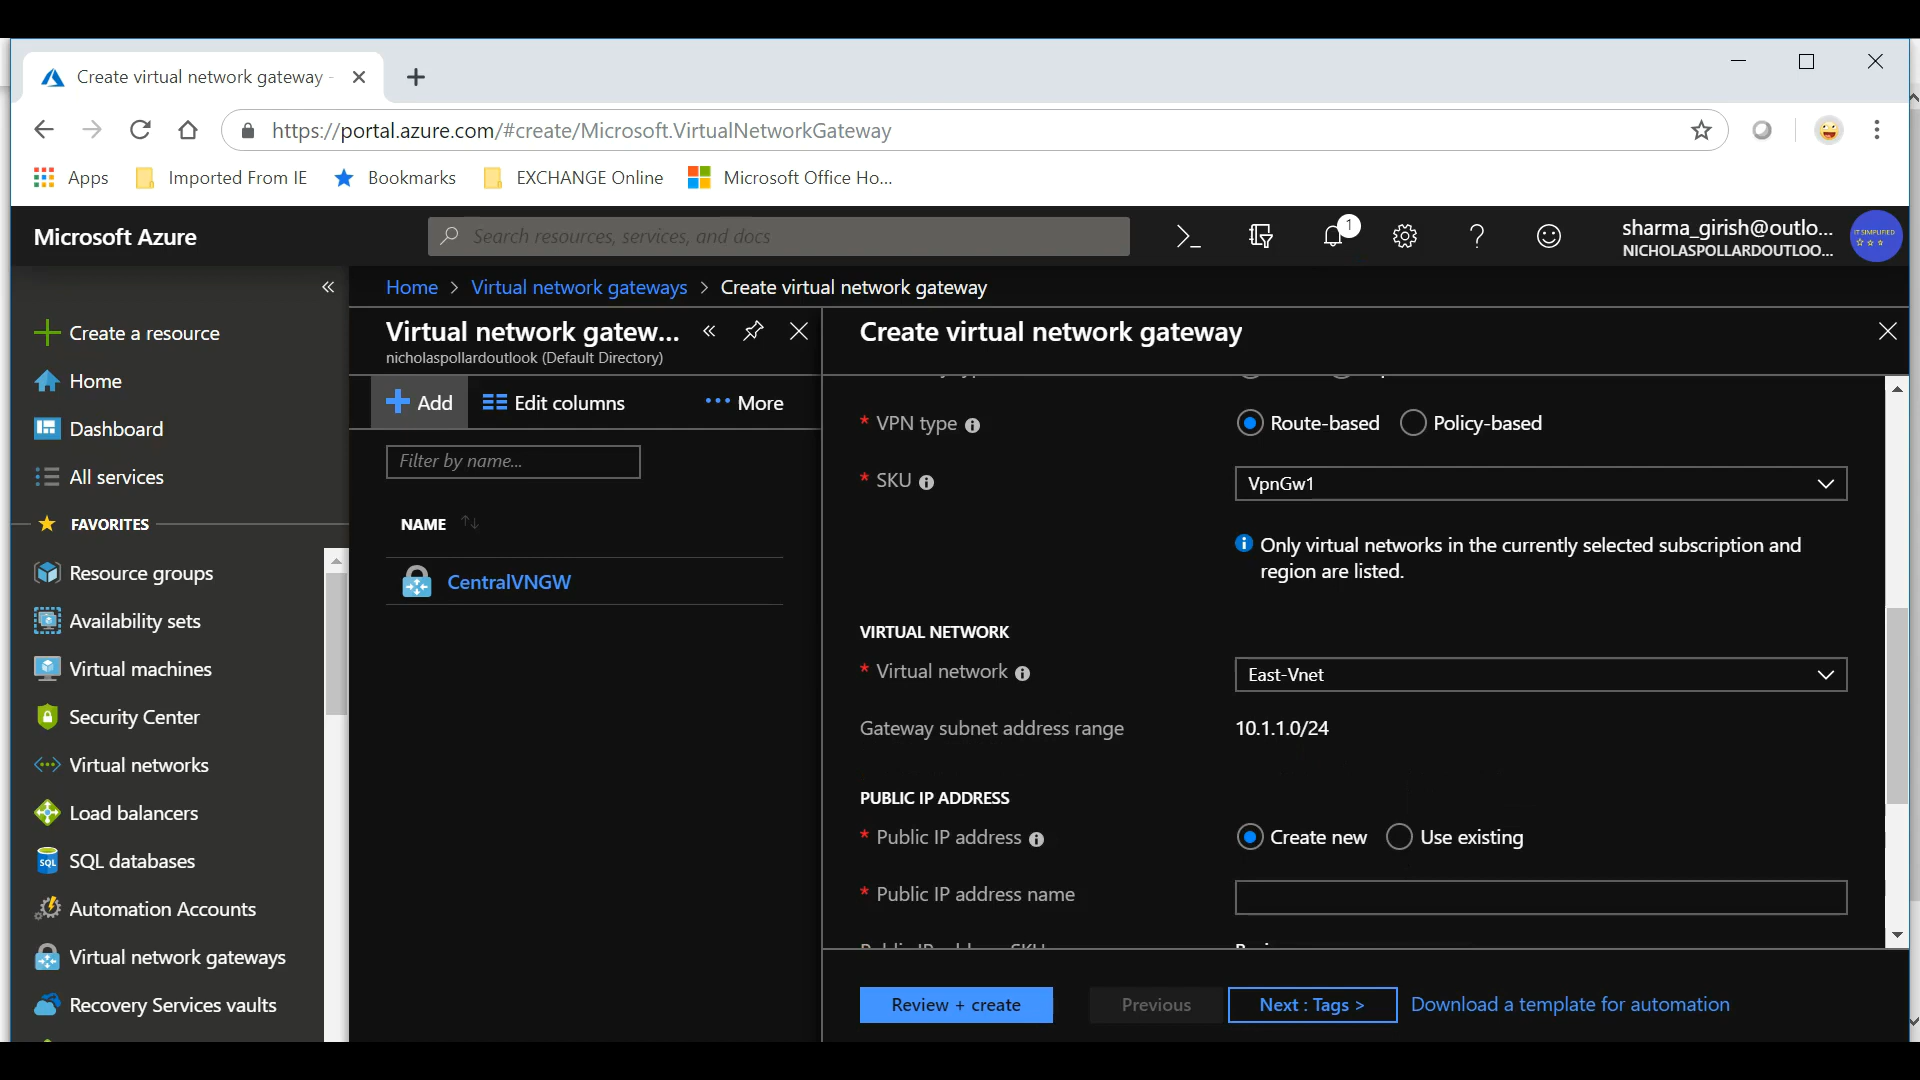 Create virtual network gateway -
https://portal.azure.com/#create/Microsoft.VirtualNetworkGateway
Apps
Imported From IE
Bookmarks
EXCHANGE Online
Microsoft Office Ho...
Microsoft Azure
Search resources, services, and docs
1
sharma_girish@outlo...
NICHOLASPOLLARDOUTLOO...
IT SIMPLIFIED
Home > Virtual network gateways > Create virtual network gateway
Create a resource
Home
Dashboard
All services
FAVORITES
Resource groups
Availability sets
Virtual machines
Security Center
Virtual networks
Load balancers
SQL
SQL databases
Automation Accounts
Virtual network gateways
Recovery Services vaults
Virtual network gatew...
nicholaspollardoutlook (Default Directory)
Add
Edit columns
More
Filter by name...
NAME
CentralVNGW
Create virtual network gateway
* VPN type
Route-based
Policy-based
* SKU
VpnGw1
Only virtual networks in the currently selected subscription and
region are listed.
VIRTUAL NETWORK
* Virtual network
East-Vnet
Gateway subnet address range
10.1.1.0/24
PUBLIC IP ADDRESS
* Public IP address
Create new
Use existing
* Public IP address name
Review + create
Previous
Next : Tags >
Download a template for automation